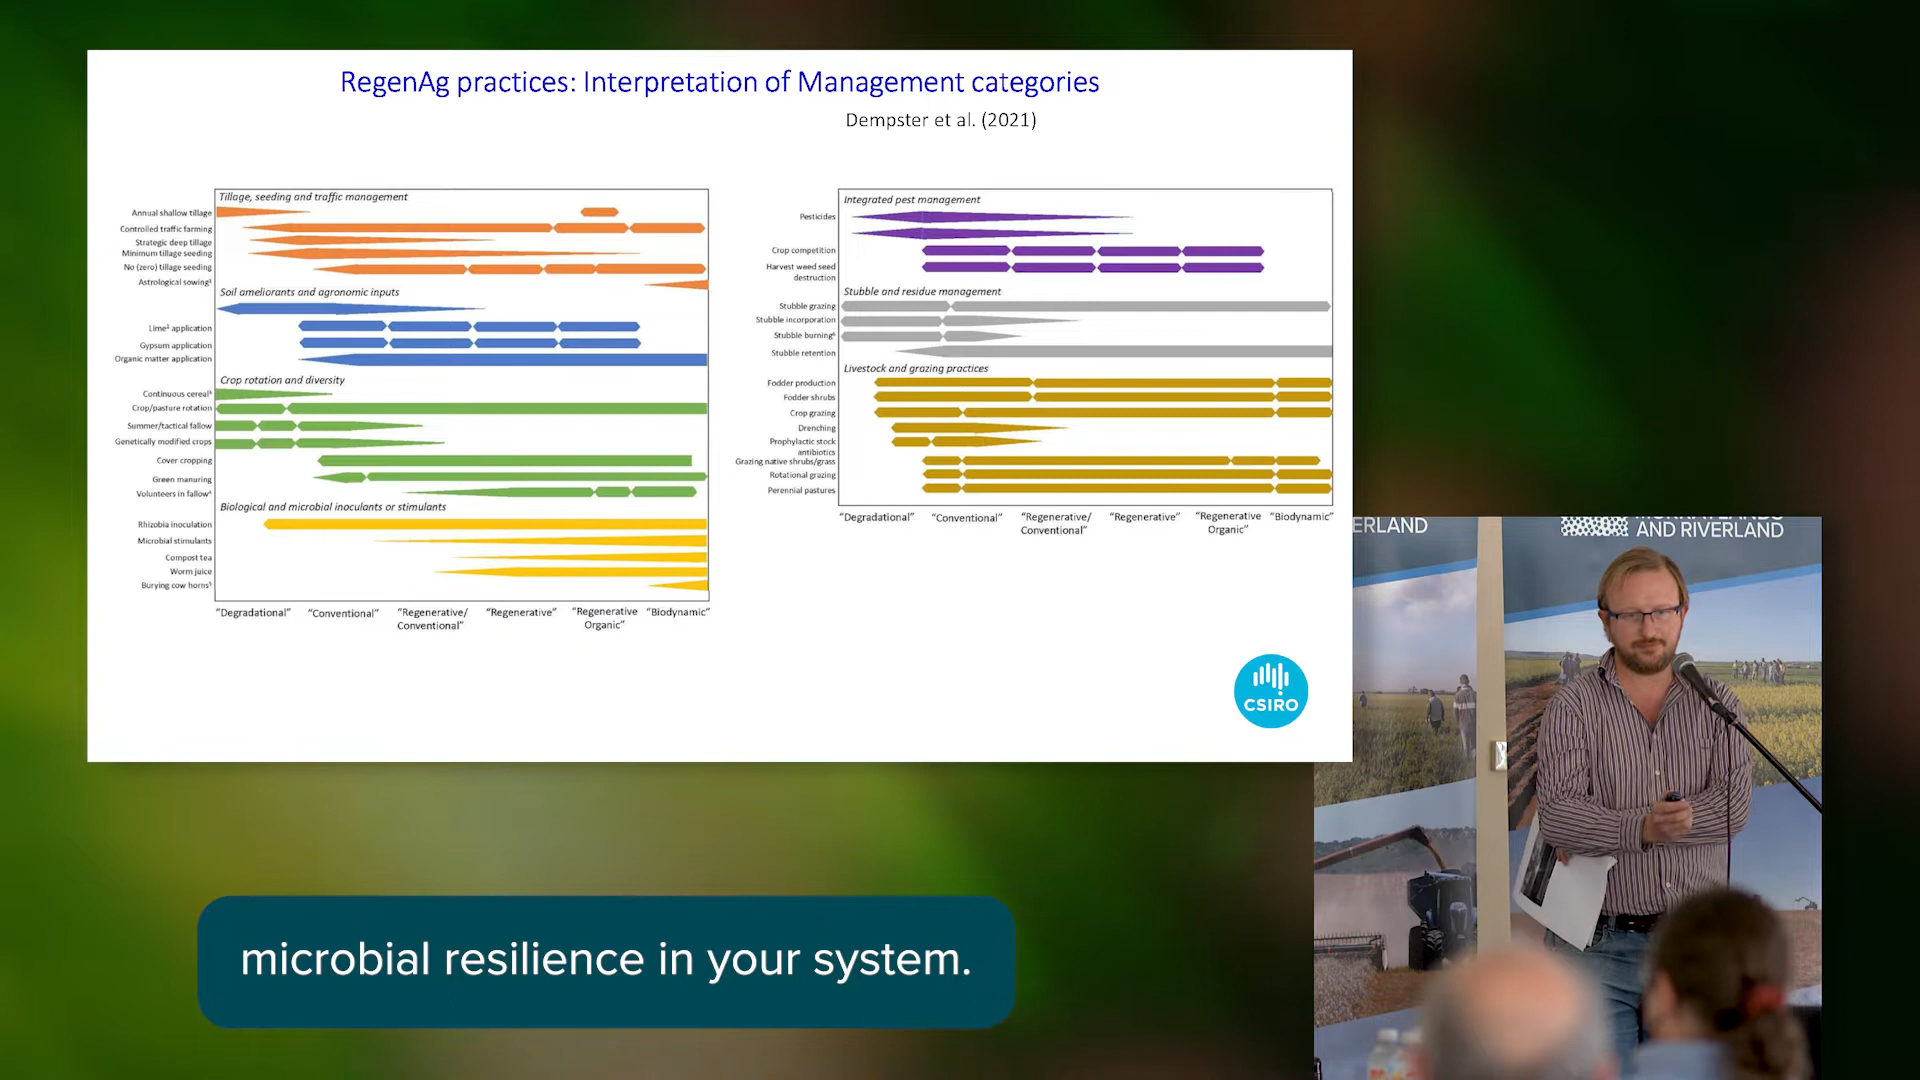 RegenAg practices: Interpretation of Management categories
Dempster et al. (2021)
Tillage, seeding and traffic management
Annual shallow tillage
Controlled traffic farming
Strategic deep tillage
Minimum tillage seeding
No (zero) tillage seeding
Astrological sowing¹
Soil ameliorants and agronomic inputs
Lime² application
Gypsum application
Organic matter application
Crop rotation and diversity
Continuous cereal³
Crop/pasture rotation
Summer/tactical fallow
Genetically modified crops
Cover cropping
Green manuring
Volunteers in fallow⁴
Biological and microbial inoculants or stimulants
Rhizobia inoculation
Microbial stimulants
Compost tea
Worm juice
Burying cow horns⁵
"Degradational" "Conventional" "Regenerative/ "Regenerative" "Regenerative "Biodynamic"
Conventional" Organic"
Integrated pest management
Pesticides
Crop competition
Harvest weed seed
destruction
Stubble and residue management
Stubble grazing
Stubble incorporation
Stubble burning⁶
Stubble retention
Livestock and grazing practices
Fodder production
Fodder shrubs
Crop grazing
Drenching
Prophylactic stock
antibiotics
Grazing native shrubs/grass
Rotational grazing
Perennial pastures
"Degradational" "Conventional" "Regenerative/ "Regenerative" "Regenerative "Biodynamic"
Conventional" Organic"
CSIRO
ERLAND
MURRAYLANDS
AND RIVERLAND
microbial resilience in your system.